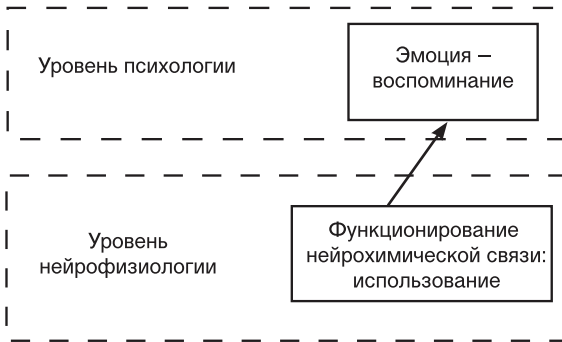 Уровень психологии
Эмоция –
воспоминание
Уровень
нейрофизиологии
Функционирование
нейрохимической связи:
использование